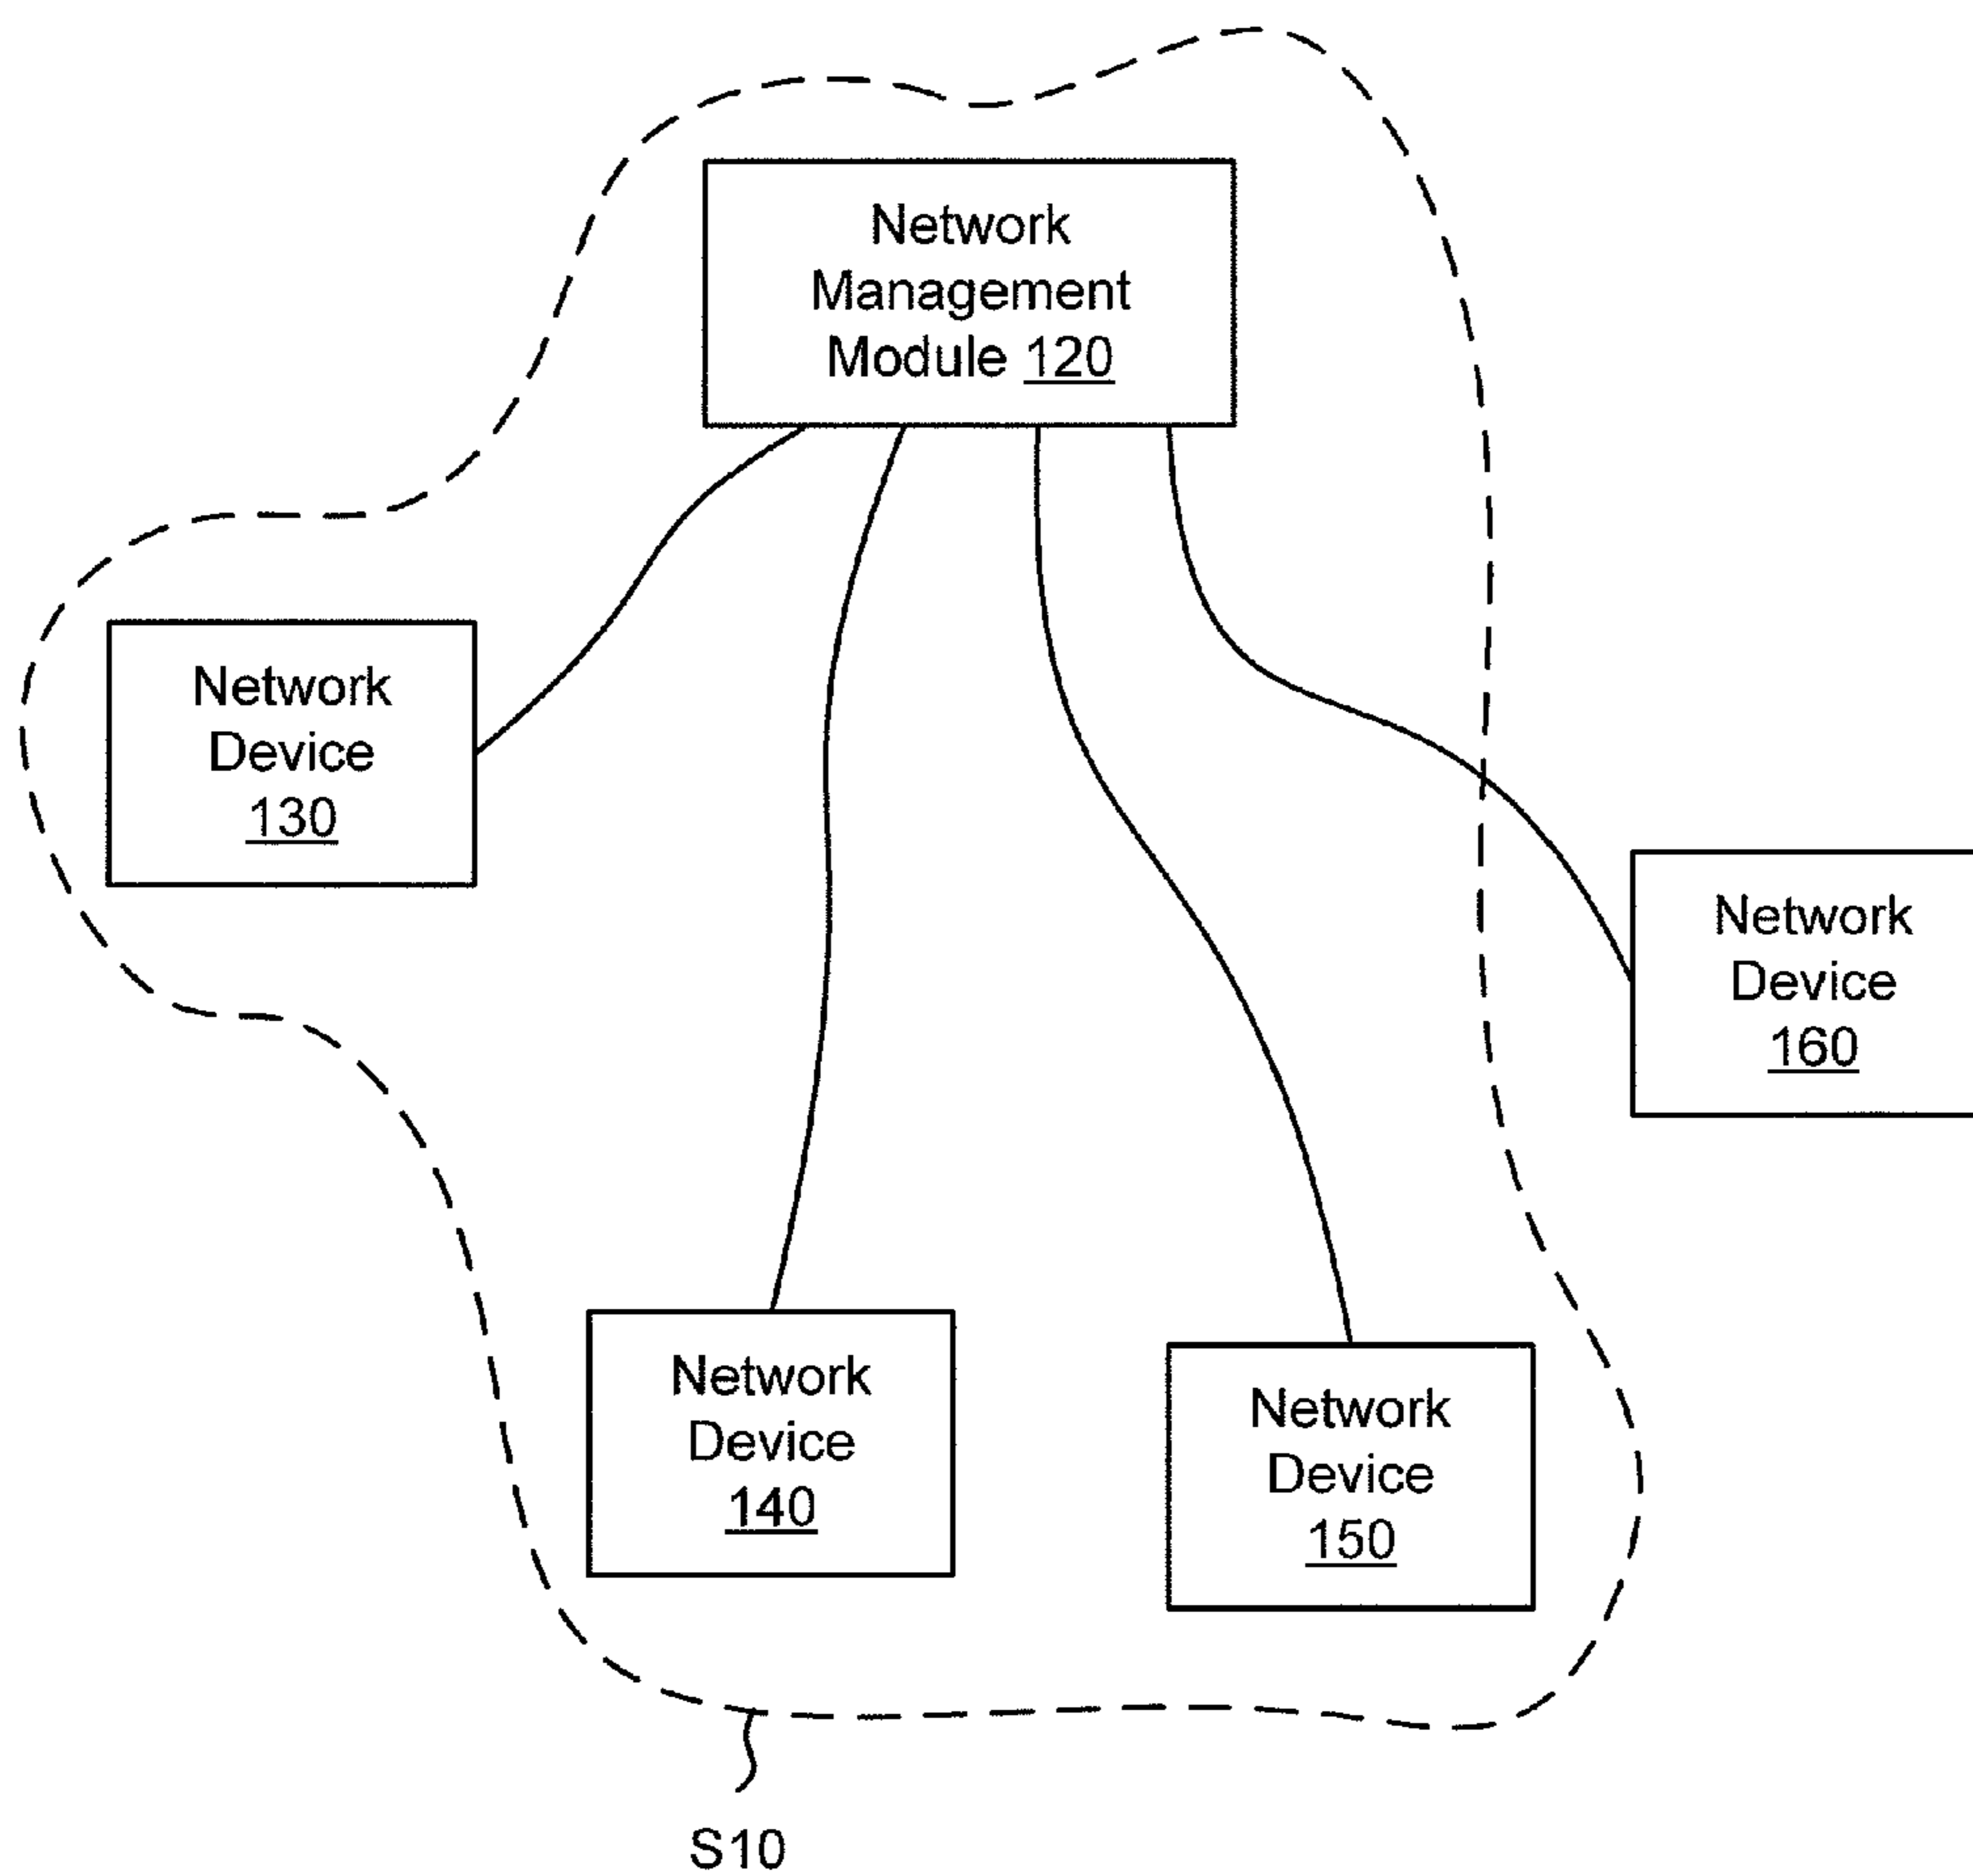 Network
Management
Module 120
Network
Device
130
Network
Device
160
Network
Device
140
Network
Device
150
S10